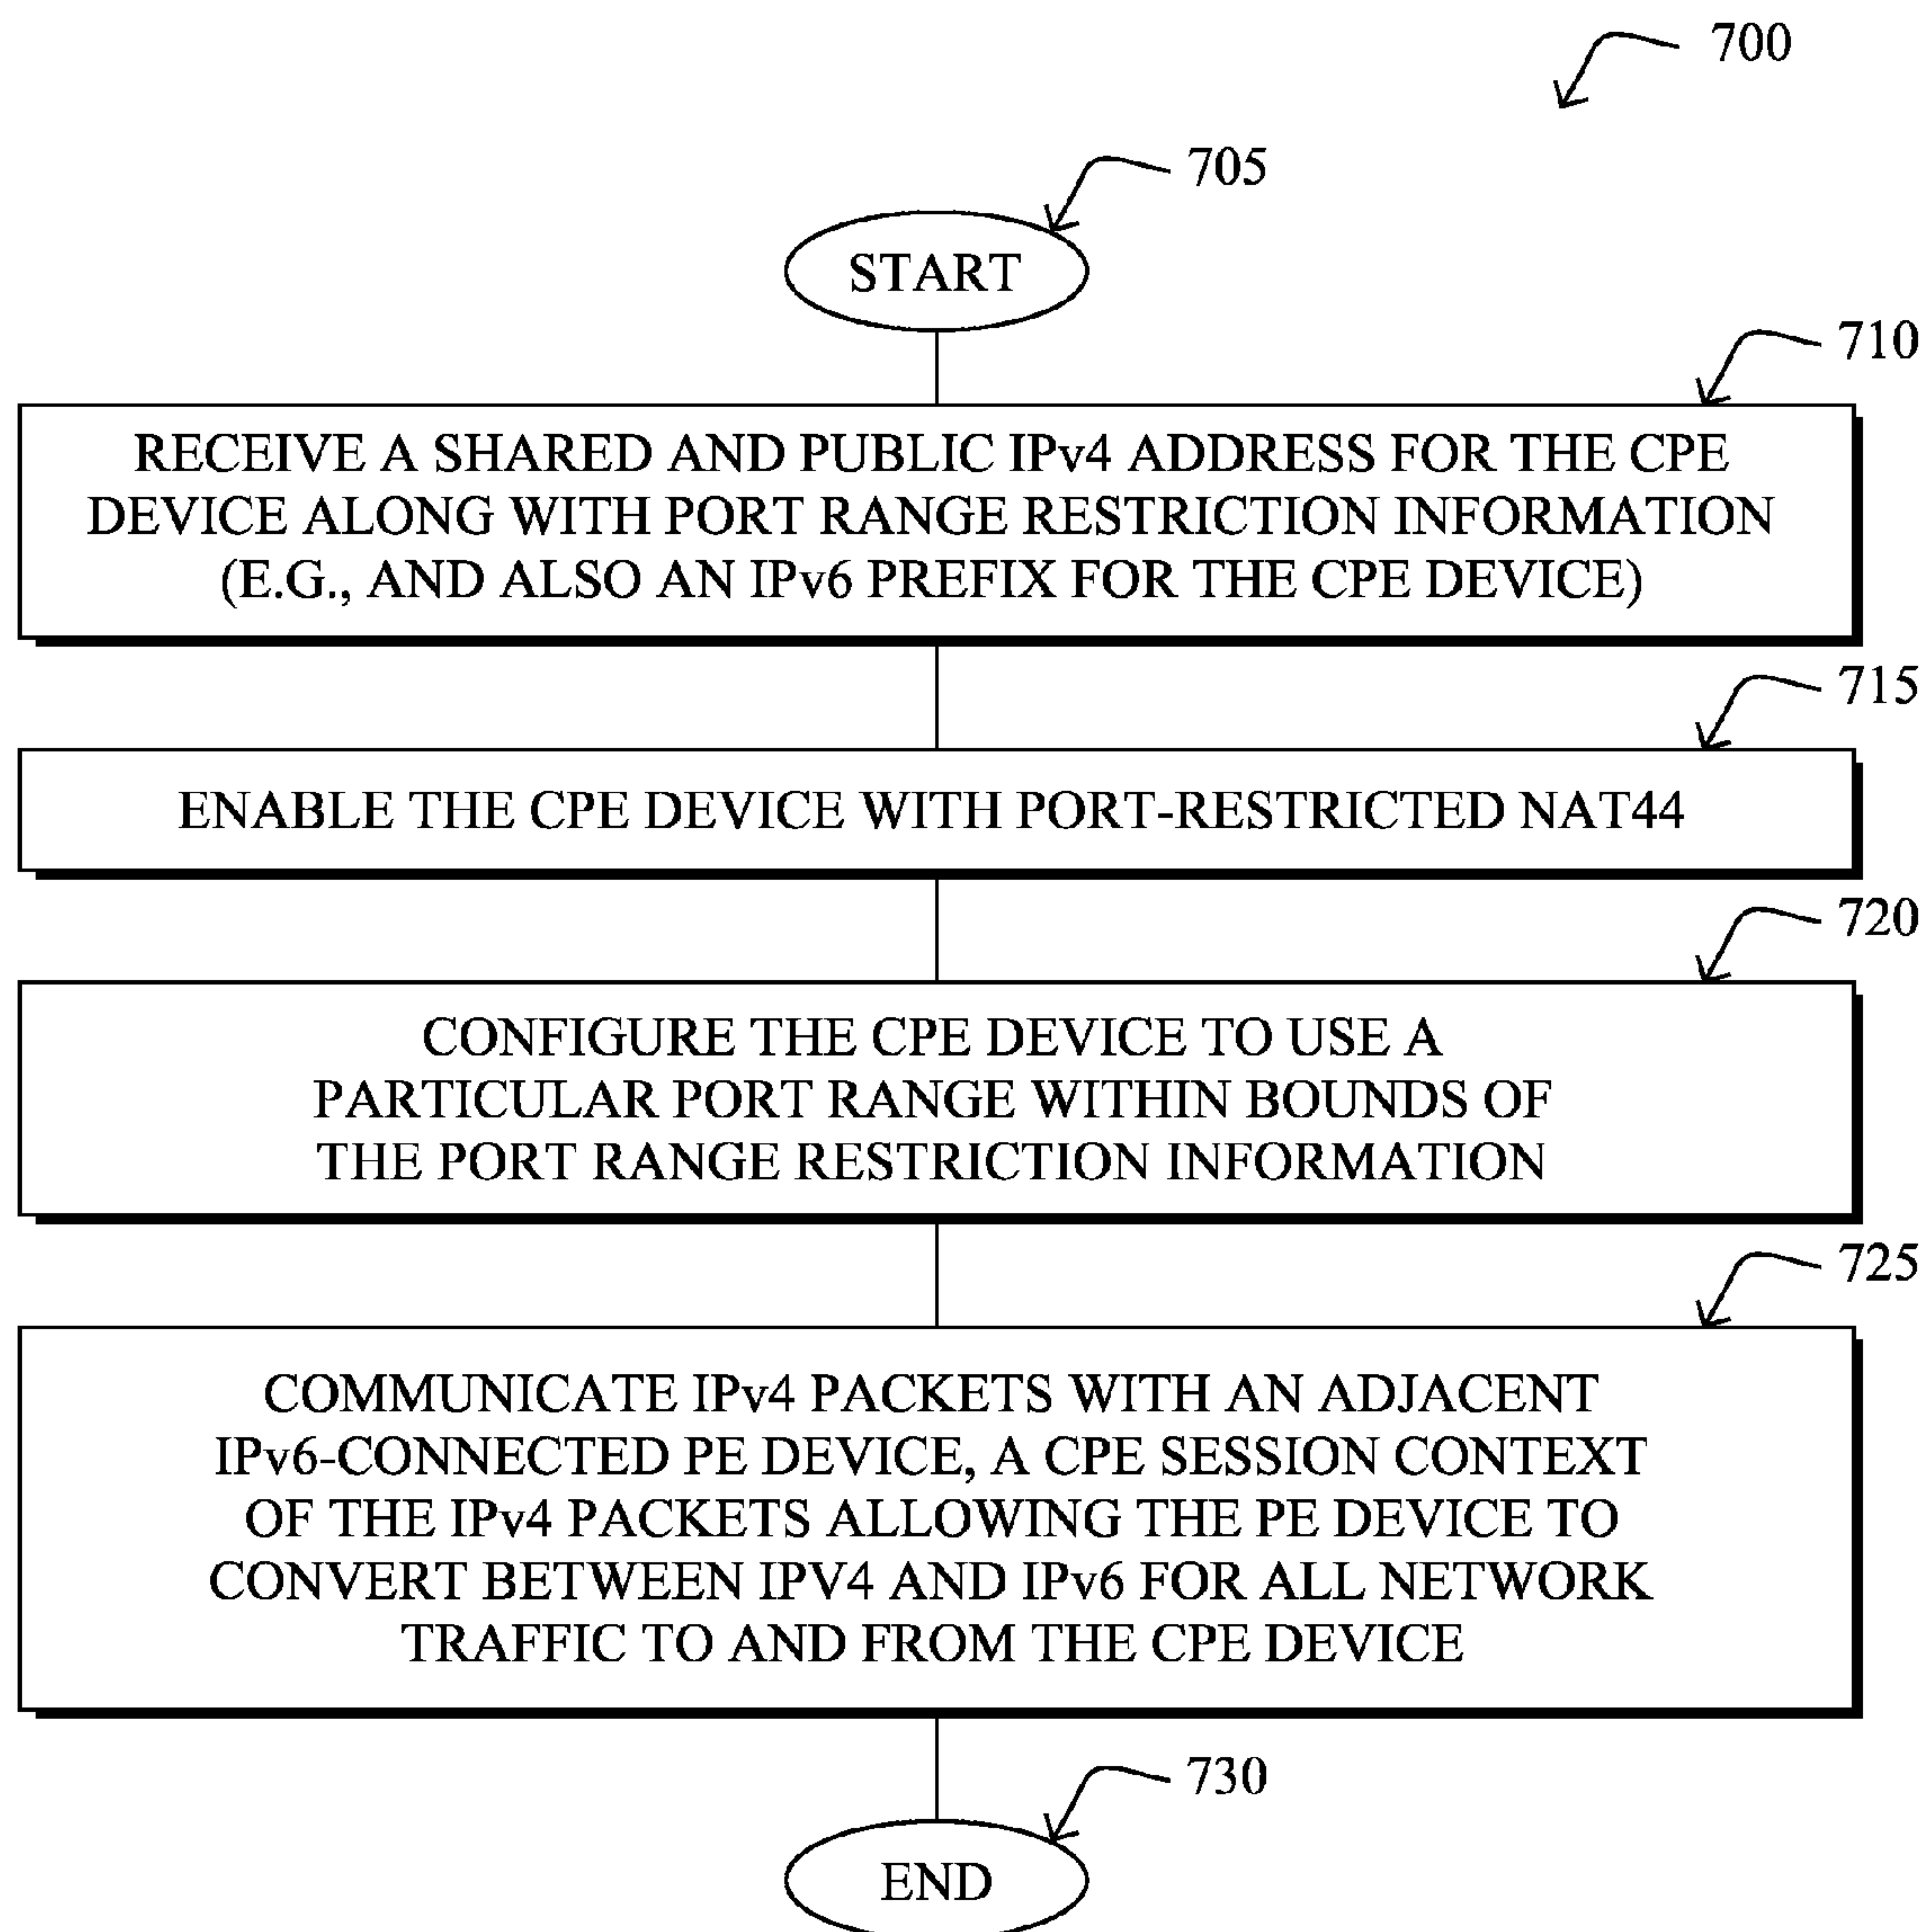 700
705
START
710
RECEIVE A SHARED AND PUBLIC IPv4 ADDRESS FOR THE CPE
DEVICE ALONG WITH PORT RANGE RESTRICTION INFORMATION
(E.G., AND ALSO AN IPv6 PREFIX FOR THE CPE DEVICE)
715
ENABLE THE CPE DEVICE WITH PORT-RESTRICTED NAT44
720
CONFIGURE THE CPE DEVICE TO USE A
PARTICULAR PORT RANGE WITHIN BOUNDS OF
THE PORT RANGE RESTRICTION INFORMATION
725
COMMUNICATE IPv4 PACKETS WITH AN ADJACENT
IPv6-CONNECTED PE DEVICE, A CPE SESSION CONTEXT
OF THE IPv4 PACKETS ALLOWING THE PE DEVICE TO
CONVERT BETWEEN IPV4 AND IPv6 FOR ALL NETWORK
TRAFFIC TO AND FROM THE CPE DEVICE
730
END